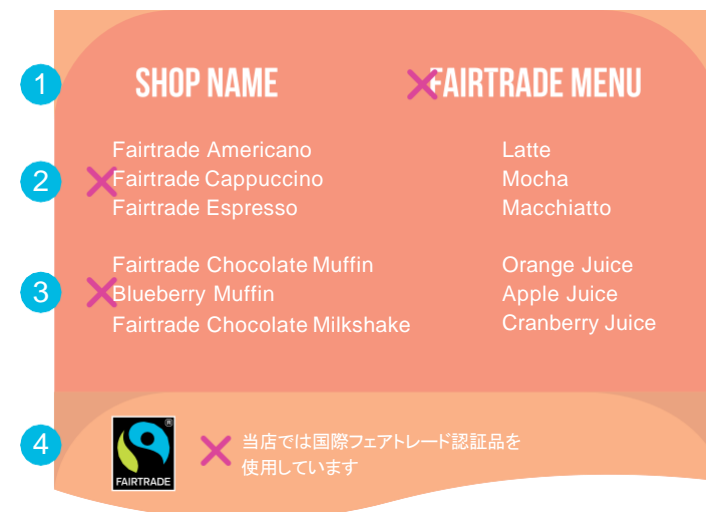 1
SHOP NAME
FAIRTRADE MENU
Fairtrade Americano
Latte
2
Fairtrade Cappuccino
Mocha
Fairtrade Espresso
Macchiatto
Fairtrade Chocolate Muffin
Orange Juice
3
Blueberry Muffin
Apple Juice
Fairtrade Chocolate Milkshake
Cranberry Juice
4
®
FAIRTRADE
当店では国際フェアトレード認証品を
使用しています